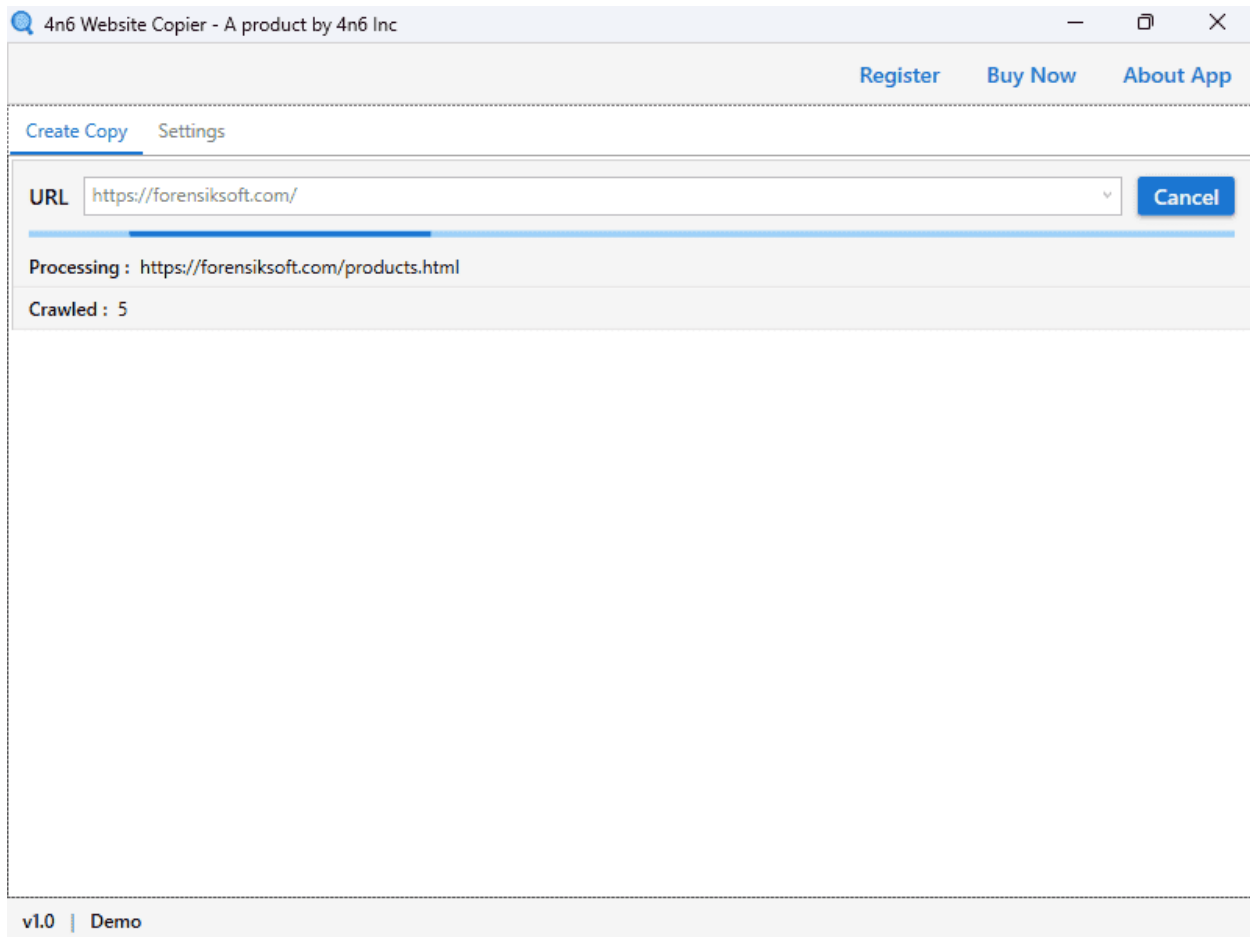 4n6 Website Copier - A product by 4n6 Inc
Register Buy Now About App
Create Copy Settings
URL https://forensiksoft.com/ Cancel
Processing : https://forensiksoft.com/products.html
Crawled : 5
v1.0 | Demo